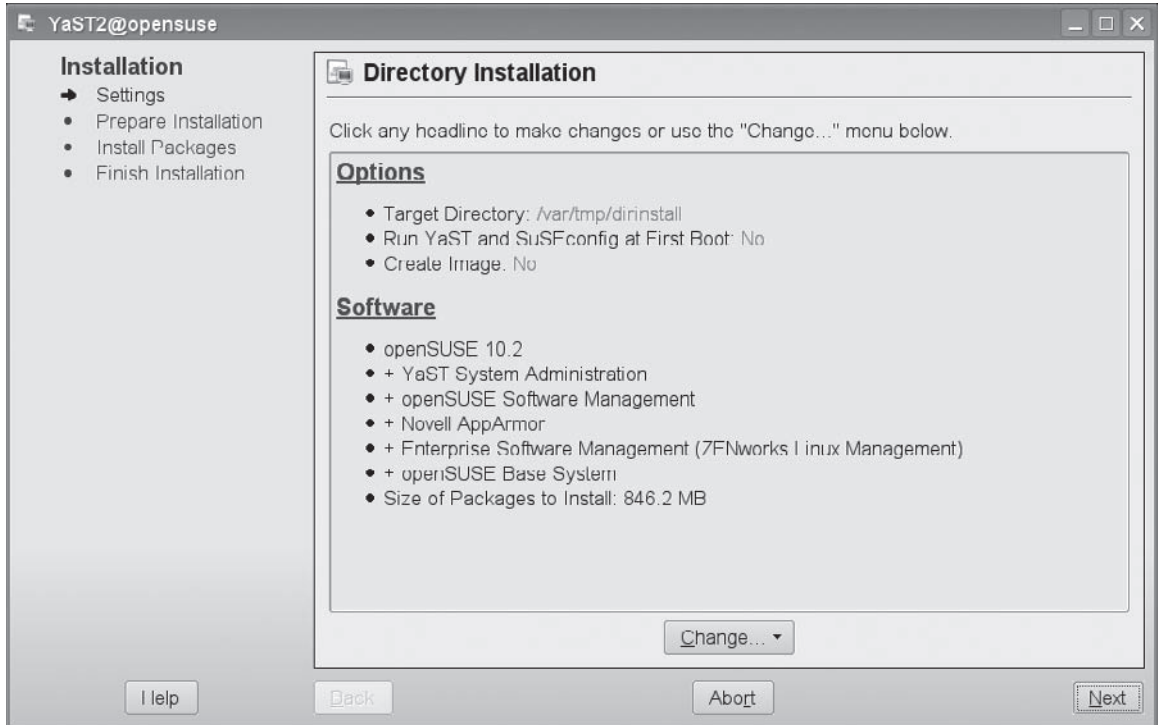 YaST2@opensuse
Installation
Settings
Prepare Installation
Install Packages
Finish Installation
Directory Installation
Click any headline to make changes or use the "Change..." menu below.
Options
Target Directory: /var/tmp/dirinstall
Run YaST and SuSEconfig at First Boot: No
Create Image: No
Software
openSUSE 10.2
+ YaST System Administration
+ openSUSE Software Management
+ Novell AppArmor
+ Enterprise Software Management (ZENworks Linux Management)
+ openSUSE Base System
Size of Packages to Install: 846.2 MB
Change...
Help
Back
Abort
Next